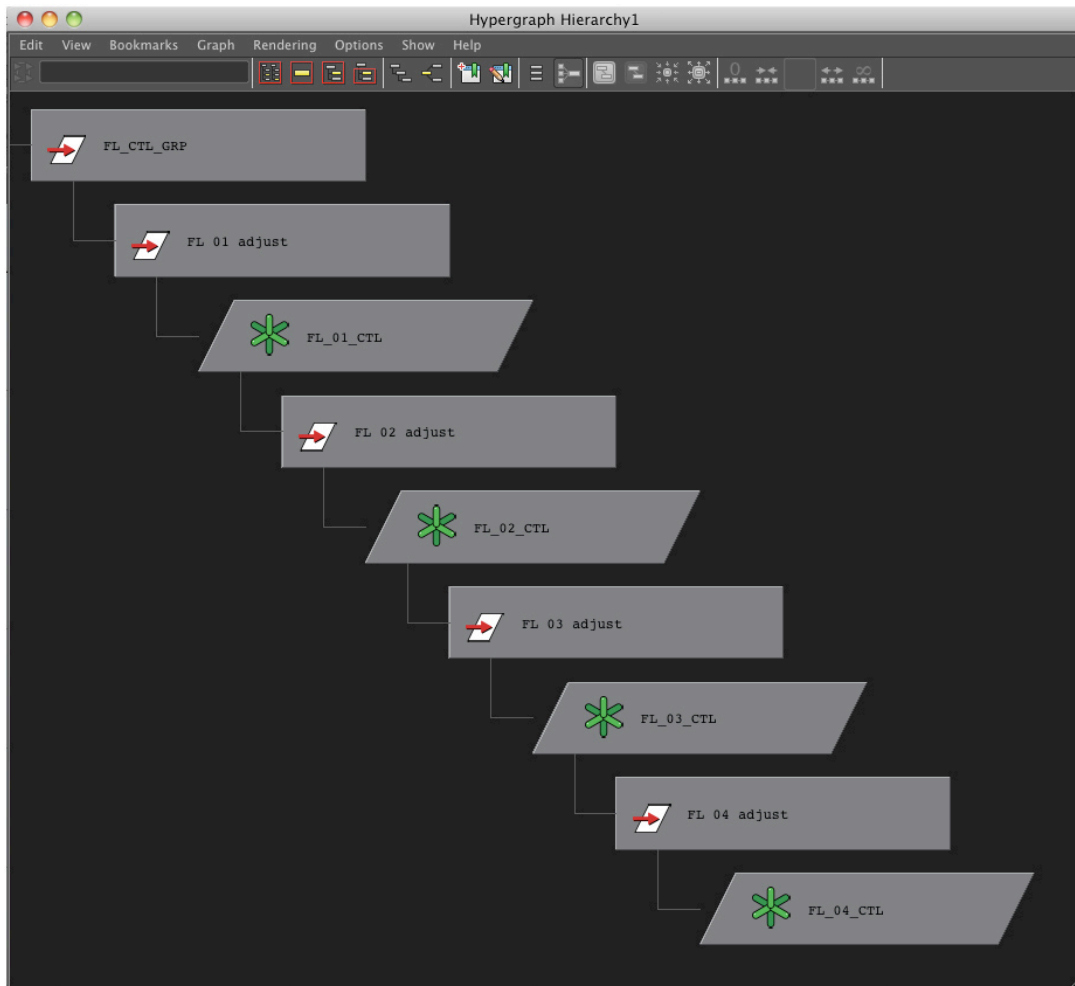 Hypergraph Hierarchy1
Edit View Bookmarks Graph Rendering Options Show Help
0
∞
FL_CTL_GRP
FL 01 adjust
FL_01_CTL
FL 02 adjust
FL_02_CTL
FL 03 adjust
FL_03_CTL
FL 04 adjust
FL_04_CTL